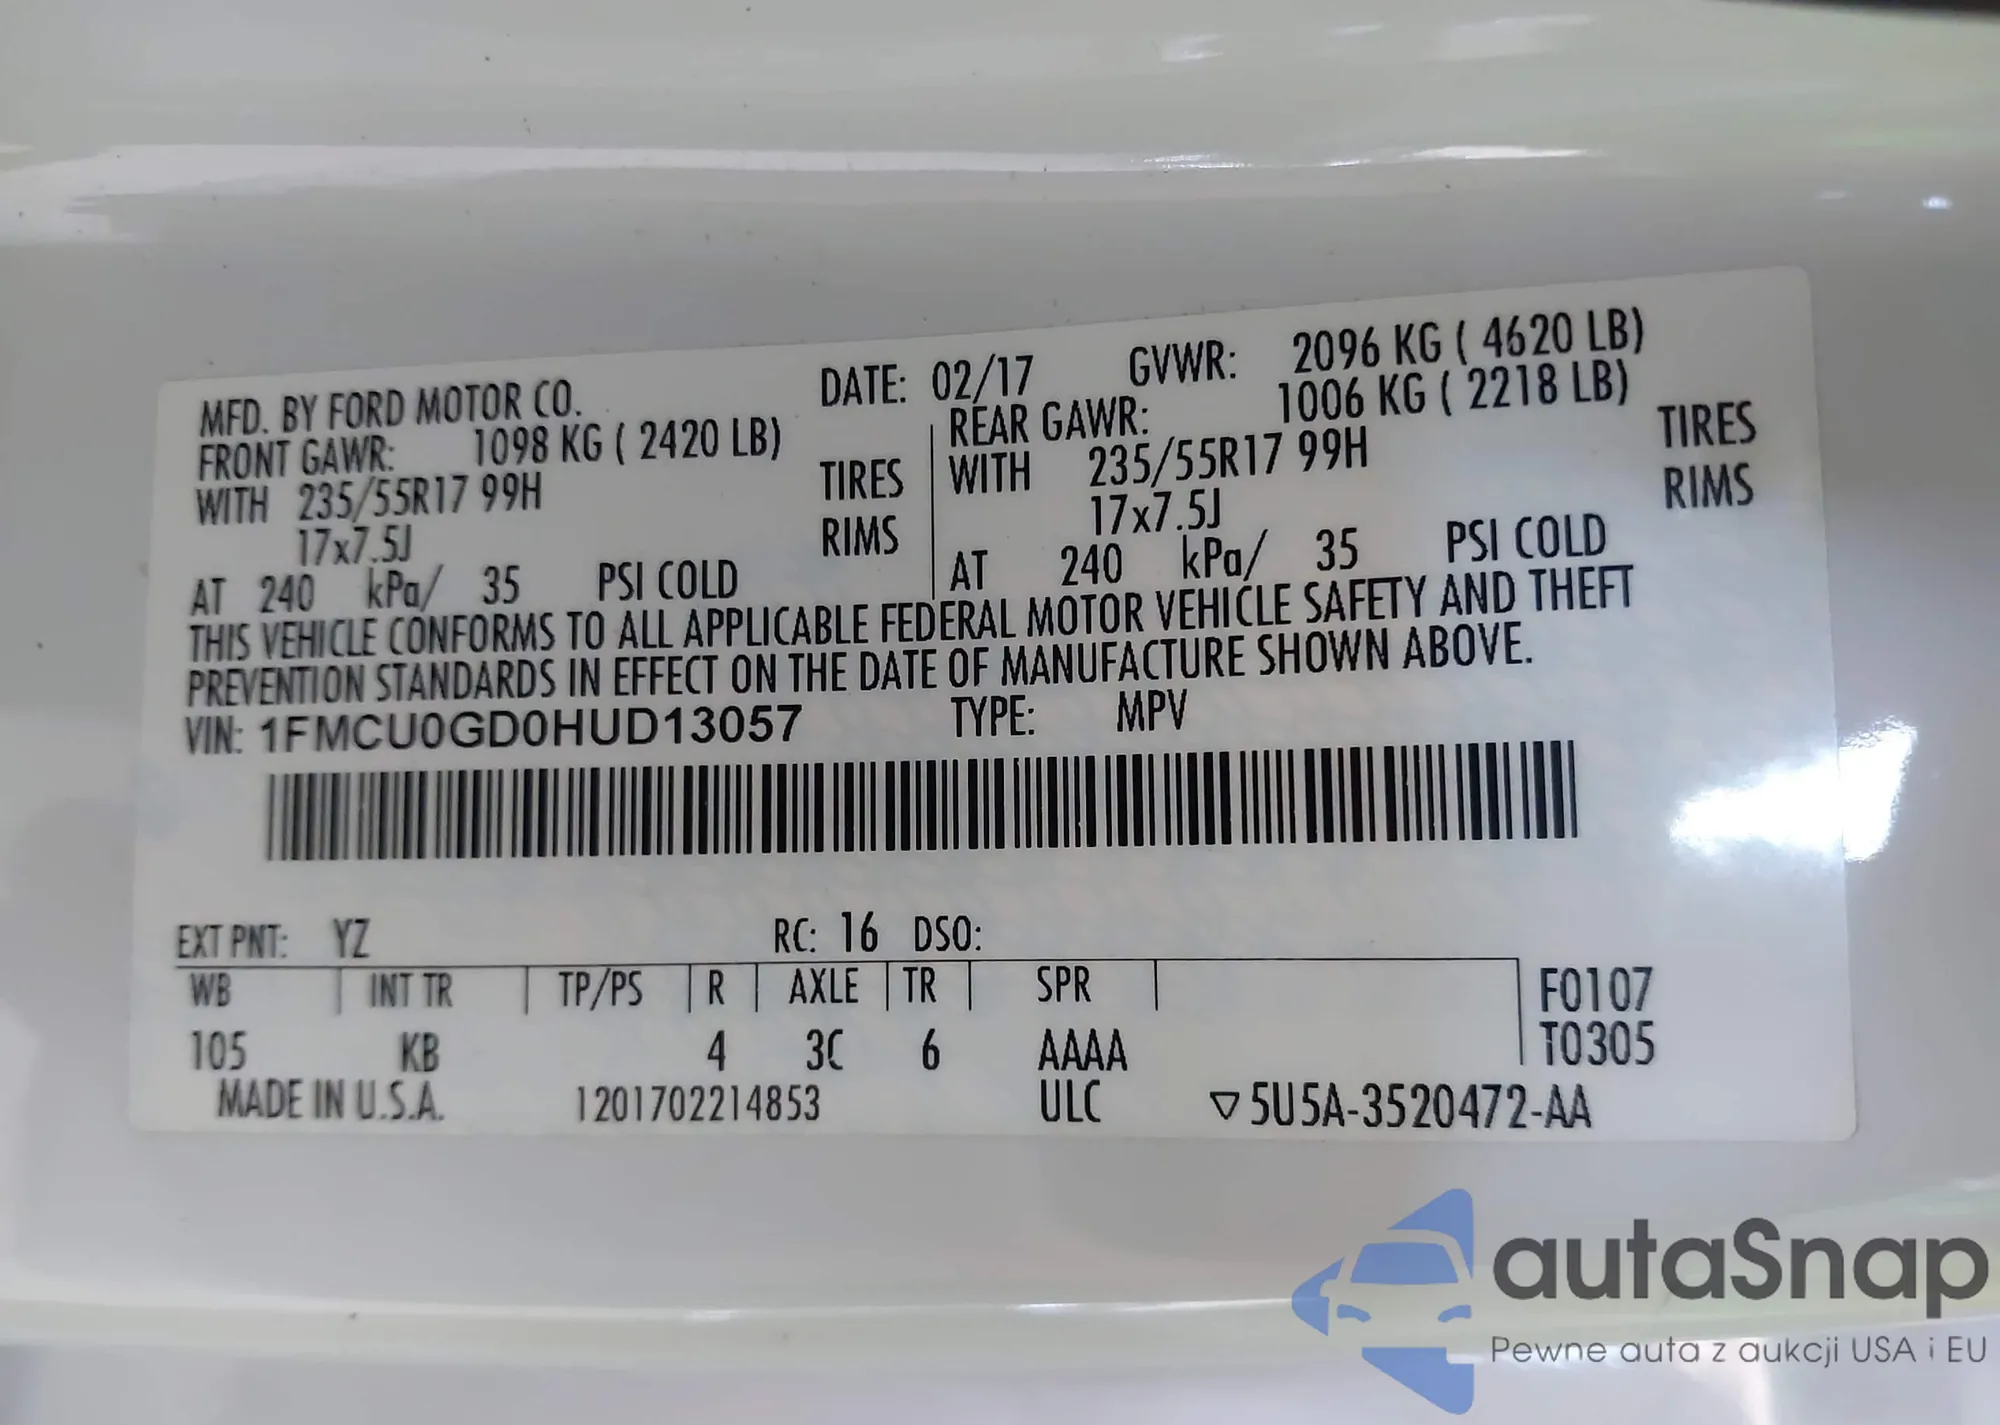 MFD. BY FORD MOTOR CO. DATE: 02/17 GVWR: 2096 KG ( 4620 LB)
FRONT GAWR: 1098 KG ( 2420 LB) REAR GAWR: 1006 KG ( 2218 LB)
WITH 235/55R17 99H TIRES WITH 235/55R17 99H TIRES
17x7.5J RIMS 17x7.5J RIMS
AT 240 kPa/ 35 PSI COLD AT 240 kPa/ 35 PSI COLD
THIS VEHICLE CONFORMS TO ALL APPLICABLE FEDERAL MOTOR VEHICLE SAFETY AND THEFT
PREVENTION STANDARDS IN EFFECT ON THE DATE OF MANUFACTURE SHOWN ABOVE.
VIN: 1FMCU0GD0HUD13057 TYPE: MPV
EXT PNT: YZ RC: 16 DSO:
WB INT TR TP/PS R AXLE TR SPR F0107
105 KB 4 3C 6 AAAA T0305
MADE IN U.S.A. 1201702214853 ULC ▽5U5A-3520472-AA
autaSnap
Pewne auta z aukcji USA i EU